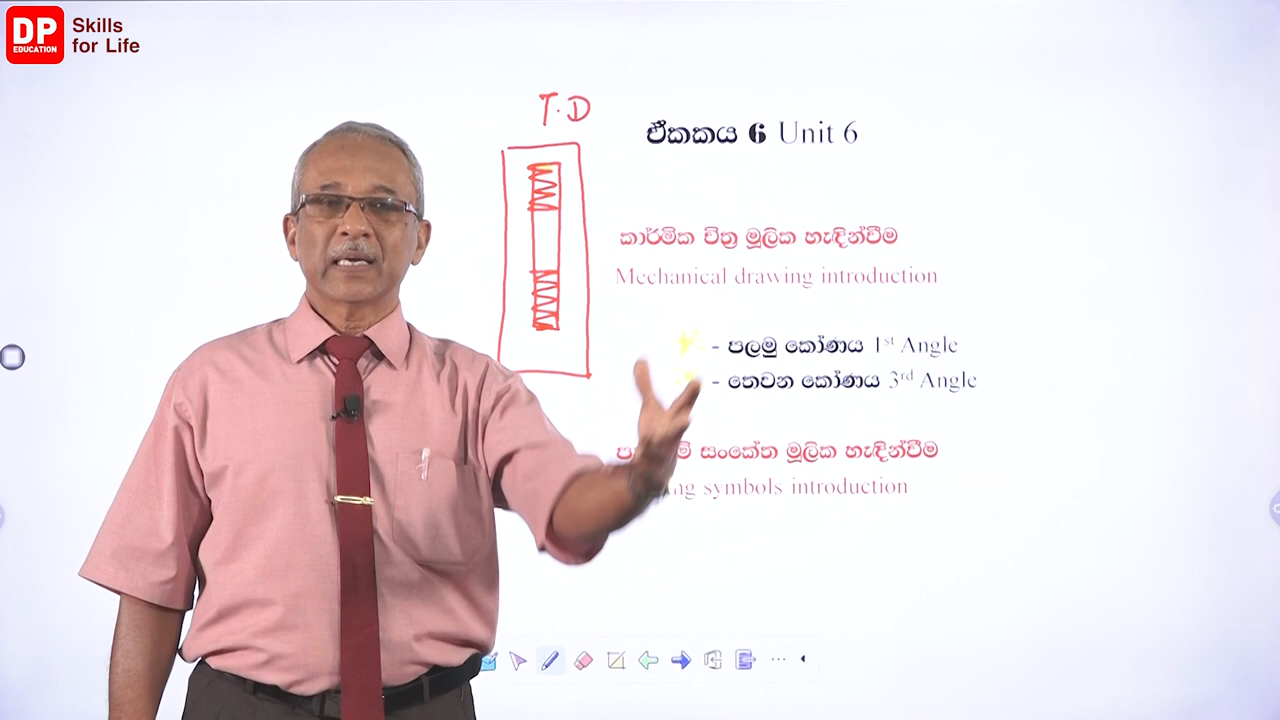 DP
EDUCATION
Skills
for Life
T.D
ඒකකය 6 Unit 6
කාර්මික චිත්‍ර මූලික හැඳින්වීම
Mechanical drawing introduction
- පලමු කෝණය 1st Angle
- තෙවන කෝණය 3rd Angle
සංකේත මූලික හැඳින්වීම
symbols introduction